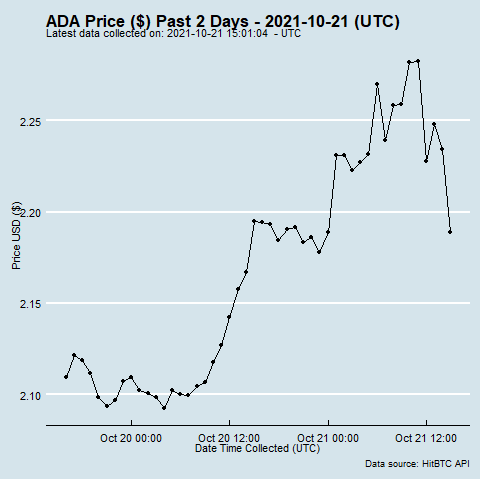 ADA Price ($) Past 2 Days - 2021-10-21 (UTC)
Latest data collected on: 2021-10-21 15:01:04 - UTC
Price USD ($)
2.25
2.20
2.15
2.10
Oct 20 00:00 Oct 20 12:00 Oct 21 00:00 Oct 21 12:00
Date Time Collected (UTC)
Data source: HitBTC API